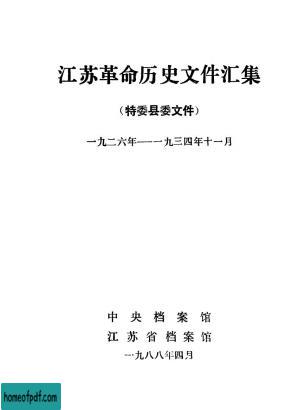 江苏革命历史文件汇集
（特委县委文件）
一九二六年——一九三四年十一月
中央档案馆
江苏省档案馆
一九八八年四月
homeofpdf.com